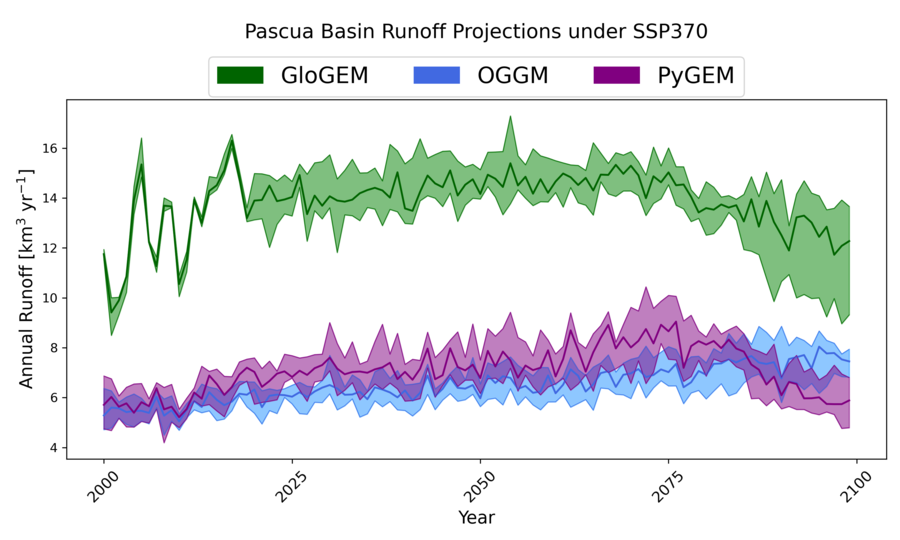 Pascua Basin Runoff Projections under SSP370
GloGEM OGGM PyGEM
Annual Runoff [km³ yr⁻¹]
16
14
12
10
8
6
4
2000 2025 2050 2075 2100
Year